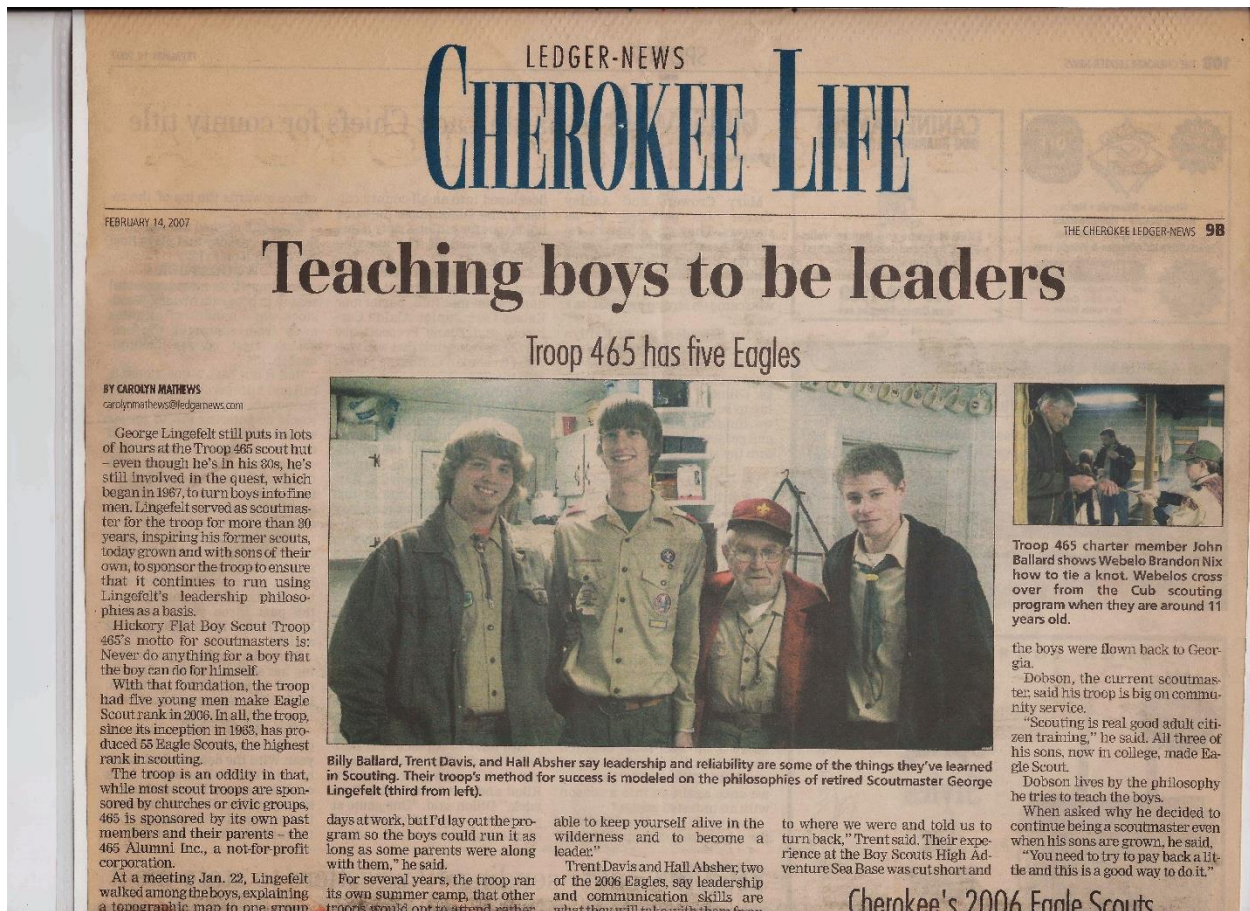 LEDGER-NEWS
CHEROKEE LIFE
FEBRUARY 14, 2007
THE CHEROKEE LEDGER-NEWS 9B
Teaching boys to be leaders
Troop 465 has five Eagles
BY CAROLYN MATHEWS
carolynmathews@ledgernews.com
George Lingefelt still puts in lots
of hours at the Troop 465 scout hut
– even though he's in his 80s, he's
still involved in the quest, which
began in 1967, to turn boys into fine
men. Lingefelt served as scoutmas-
ter for the troop for more than 30
years, inspiring his former scouts,
today grown and with sons of their
own, to sponsor the troop to ensure
that it continues to run using
Lingefelt's leadership philoso-
phies as a basis.
Hickory Flat Boy Scout Troop
465's motto for scoutmasters is:
Never do anything for a boy that
the boy can do for himself.
With that foundation, the troop
had five young men make Eagle
Scout rank in 2006. In all, the troop,
since its inception in 1963, has pro-
duced 55 Eagle Scouts, the highest
rank in scouting.
The troop is an oddity in that,
while most scout troops are spon-
sored by churches or civic groups,
465 is sponsored by its own past
members and their parents – the
465 Alumni Inc., a not-for-profit
corporation.
At a meeting Jan. 22, Lingefelt
walked among the boys, explaining
a topographic map to one group
Billy Ballard, Trent Davis, and Hall Absher say leadership and reliability are some of the things they've learned
in Scouting. Their troop's method for success is modeled on the philosophies of retired Scoutmaster George
Lingefelt (third from left).
days at work, but I'd lay out the pro-
gram so the boys could run it as
long as some parents were along
with them," he said.
For several years, the troop ran
its own summer camp, that other
troops would opt to attend rather
able to keep yourself alive in the
wilderness and to become a
leader."
Trent Davis and Hall Absher, two
of the 2006 Eagles, say leadership
and communication skills are
what they will take with them from
to where we were and told us to
turn back," Trent said. Their expe-
rience at the Boy Scouts High Ad-
venture Sea Base was cut short and
Cherokee's 2006 Eagle Scouts
Troop 465 charter member John
Ballard shows Webelo Brandon Nix
how to tie a knot. Webelos cross
over from the Cub scouting
program when they are around 11
years old.
the boys were flown back to Geor-
gia.
Dobson, the current scoutmas-
ter, said his troop is big on commu-
nity service.
"Scouting is real good adult citi-
zen training," he said. All three of
his sons, now in college, made Ea-
gle Scout.
Dobson lives by the philosophy
he tries to teach the boys.
When asked why he decided to
continue being a scoutmaster even
when his sons are grown, he said,
"You need to try to pay back a lit-
tle and this is a good way to do it."